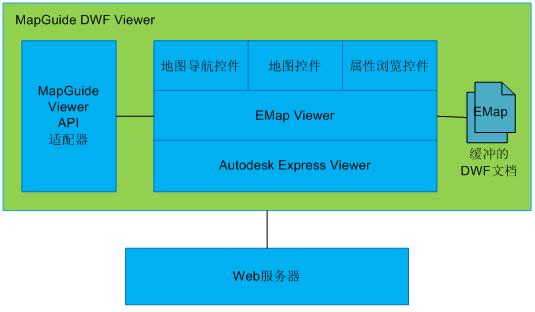 MapGuide DWF Viewer
MapGuide
Viewer
API
适配器
地图导航控件
地图控件
属性浏览控件
EMap Viewer
Autodesk Express Viewer
EMap
缓冲的
DWF文档
Web服务器